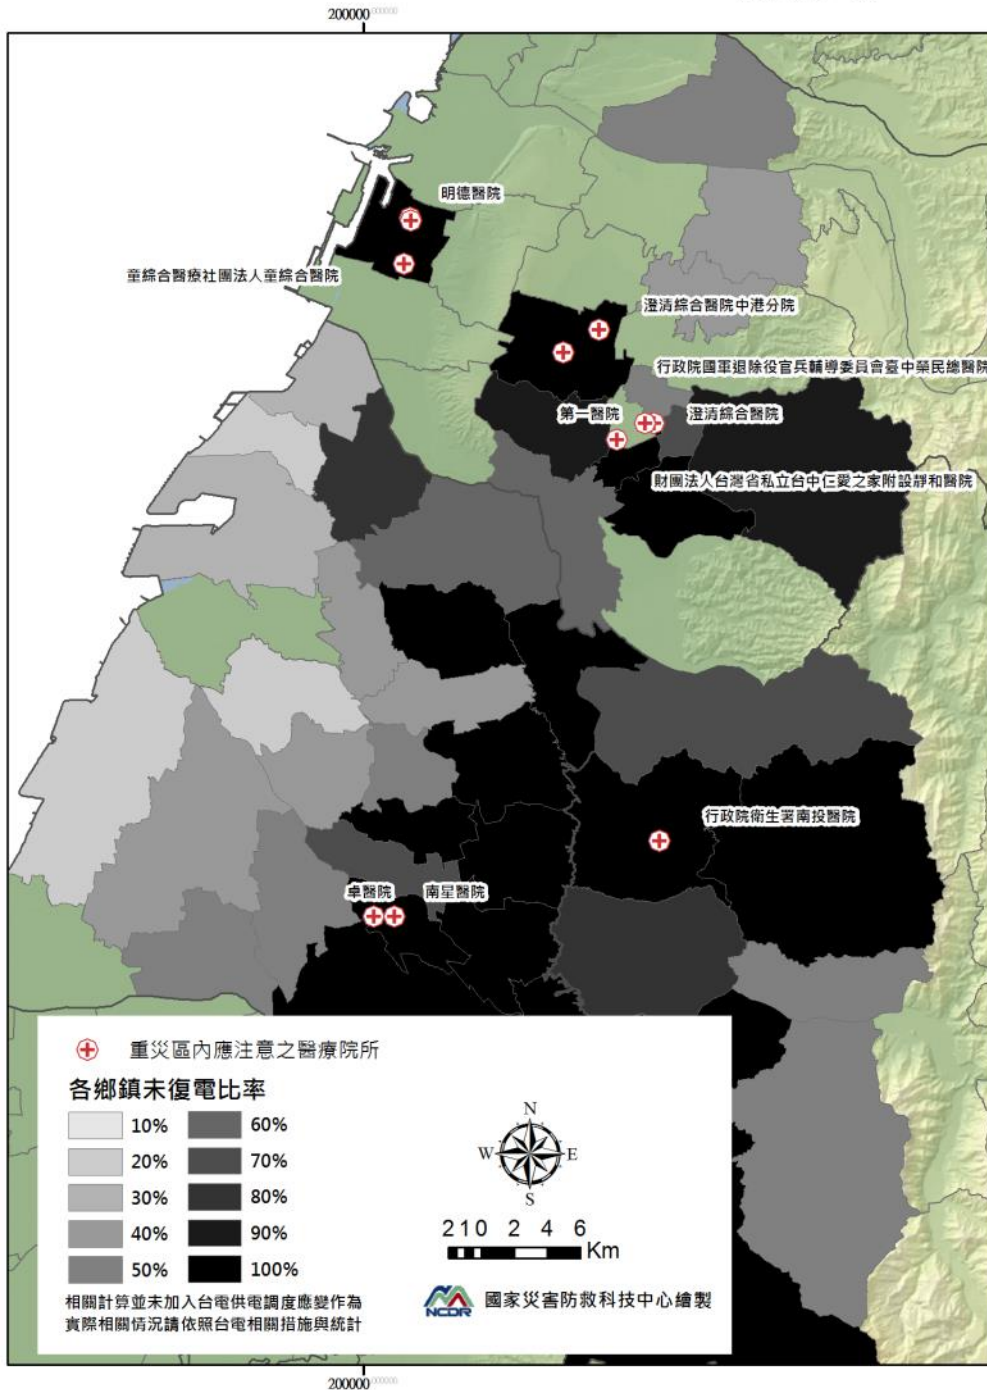 200000
明德醫院
童綜合醫療社團法人童綜合醫院
澄清綜合醫院中港分院
行政院國軍退除役官兵輔導委員會臺中榮民總醫院
第一醫院
澄清綜合醫院
財團法人台灣省私立台中仁愛之家附設靜和醫院
行政院衛生署南投醫院
卓醫院
南星醫院
重災區內應注意之醫療院所
各鄉鎮未復電比率
10% 60%
20% 70%
30% 80%
40% 90%
50% 100%
相關計算並未加入台電供電調度應變作為
實際相關情況請依照台電相關措施與統計
N
W E
S
2 1 0 2 4 6
Km
NCDR
國家災害防救科技中心繪製
200000